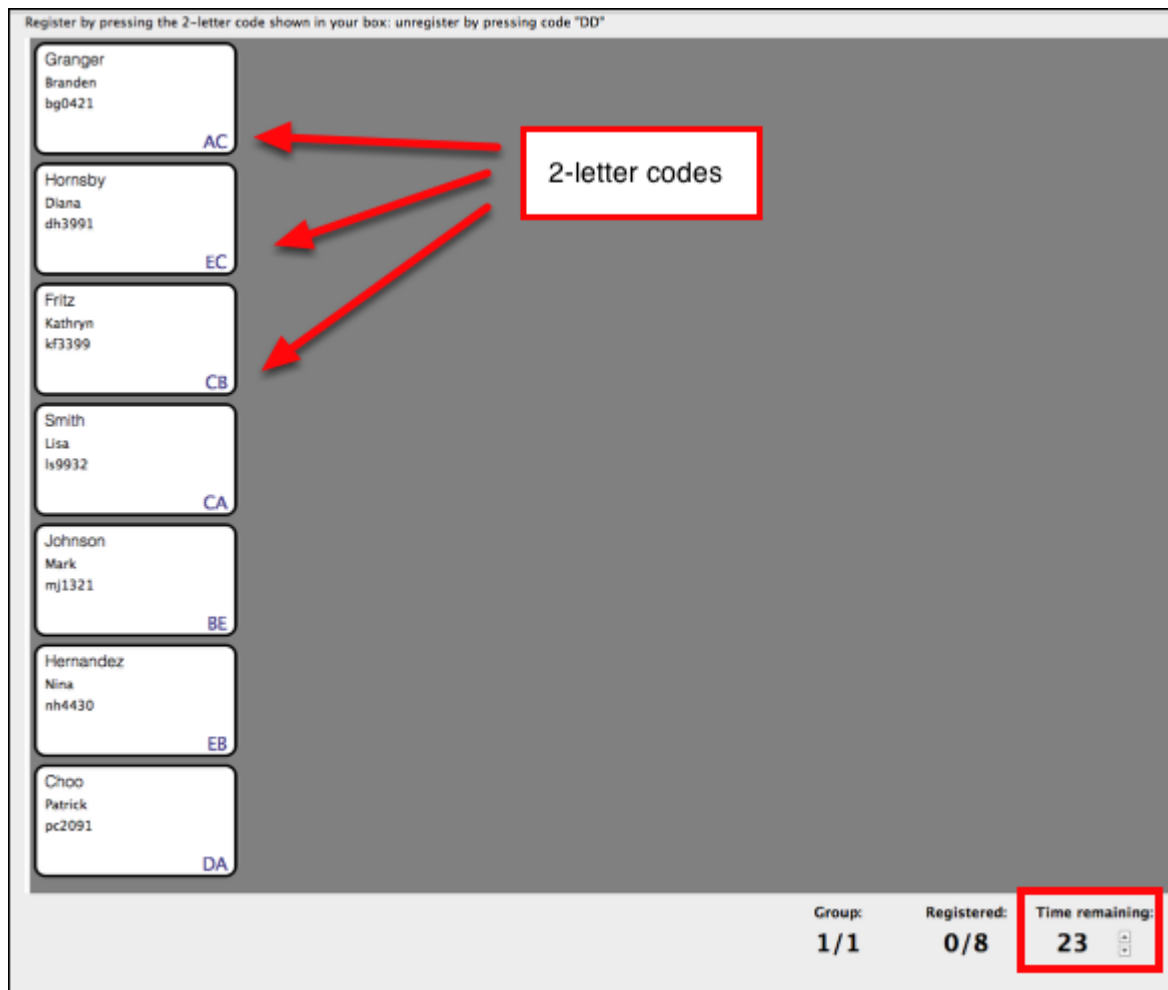 Register by pressing the 2-letter code shown in your box: unregister by pressing code "DD"
Granger
Branden
bg0421
AC
2-letter codes
Hornsby
Diana
dh3991
EC
Fritz
Kathryn
kf3399
CB
Smith
Lisa
ls9932
CA
Johnson
Mark
mj1321
BE
Hernandez
Nina
nh4430
EB
Choo
Patrick
pc2091
DA
Group: Registered: Time remaining:
1/1 0/8 23